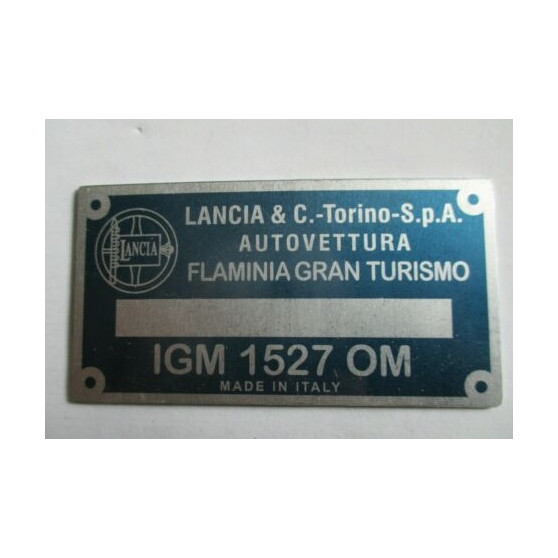 LANCIA & C.-Torino-S.p.A.
AUTOVETTURA
LANCIA
FLAMINIA GRAN TURISMO
IGM 1527 OM
MADE IN ITALY